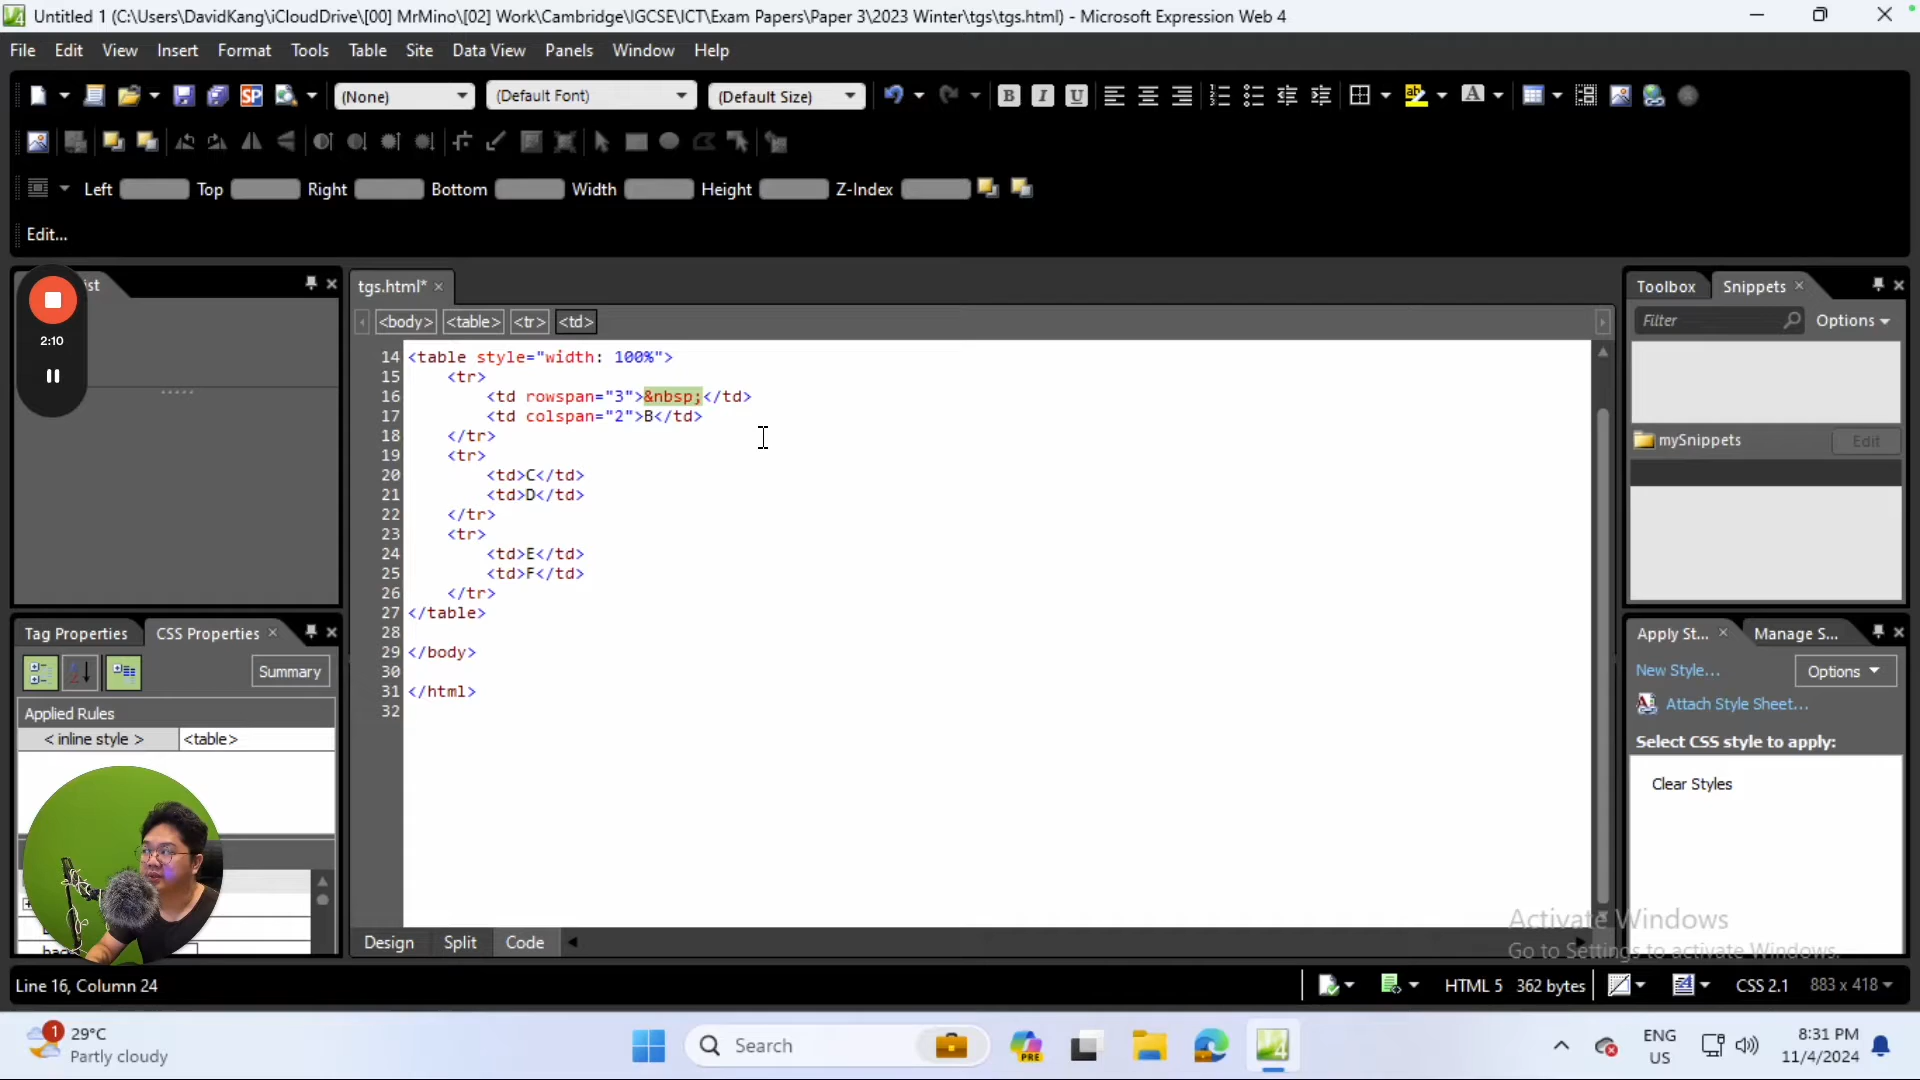 Untitled 1 (C:\Users\DavidKang\iCloudDrive\[00] MrMino\[02] Work\Cambridge\IGCSE\ICT\Exam Papers\Paper 3\2023 Winter\tgs\tgs.html) - Microsoft Expression Web 4
File Edit View Insert Format Tools Table Site Data View Panels Window Help
(None) (Default Font) (Default Size)
Left Top Right Bottom Width Height Z-Index
Edit...
tgs.html*
Toolbox Snippets
<body> <table> <tr> <td>
Filter Options
2:10
14 <table style="width: 100%">
15 <tr>
16 <td rowspan="3">&nbsp;</td>
17 <td colspan="2">B</td>
18 </tr>
19 <tr>
20 <td>C</td>
21 <td>D</td>
22 </tr>
23 <tr>
24 <td>E</td>
25 <td>F</td>
26 </tr>
27 </table>
28
29 </body>
30
31 </html>
32
mySnippets Edit
Tag Properties CSS Properties
Summary
Applied Rules
< inline style > <table>
Apply St... Manage S...
New Style... Options
Attach Style Sheet...
Select CSS style to apply:
Clear Styles
Activate Windows
Go to Settings to activate Windows.
Design Split Code
Line 16, Column 24
HTML 5 362 bytes CSS 2.1 883 x 418
1 29°C
Partly cloudy
Search
PRE
ENG
US
8:31 PM
11/4/2024